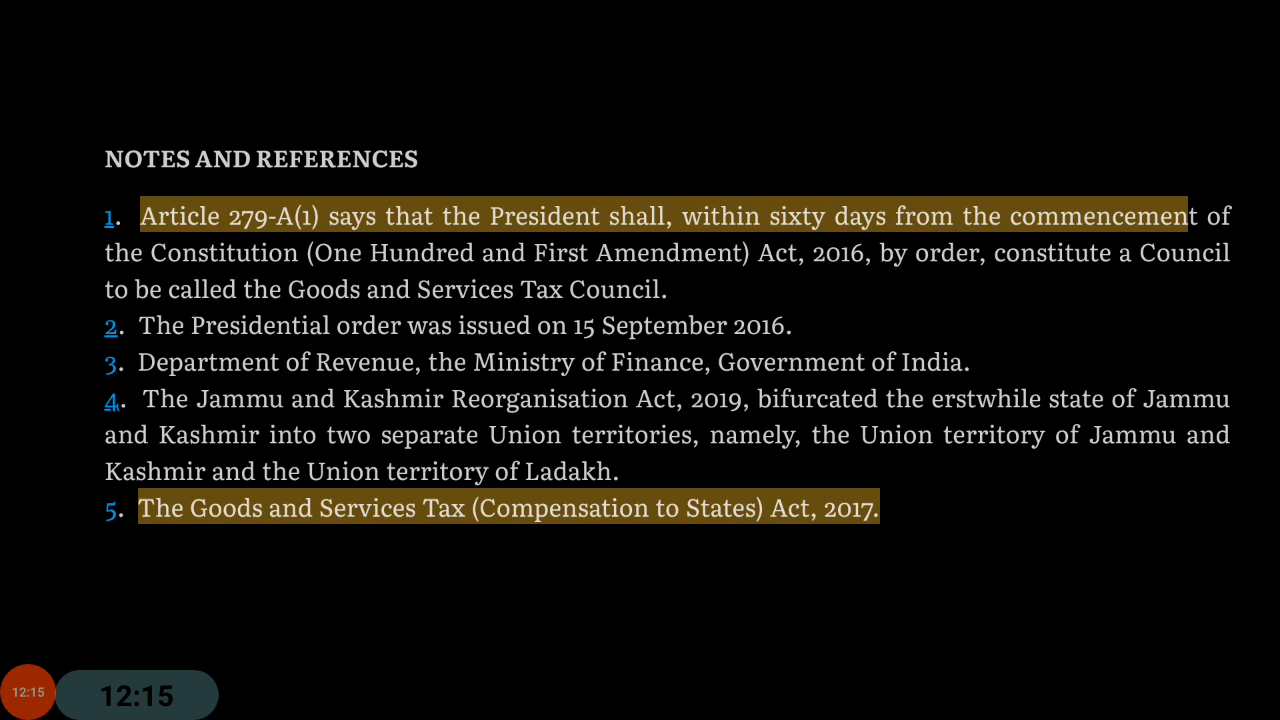 NOTES AND REFERENCES
1. Article 279-A(1) says that the President shall, within sixty days from the commencement of
the Constitution (One Hundred and First Amendment) Act, 2016, by order, constitute a Council
to be called the Goods and Services Tax Council.
2. The Presidential order was issued on 15 September 2016.
3. Department of Revenue, the Ministry of Finance, Government of India.
4. The Jammu and Kashmir Reorganisation Act, 2019, bifurcated the erstwhile state of Jammu
and Kashmir into two separate Union territories, namely, the Union territory of Jammu and
Kashmir and the Union territory of Ladakh.
5. The Goods and Services Tax (Compensation to States) Act, 2017.
12:15 12:15